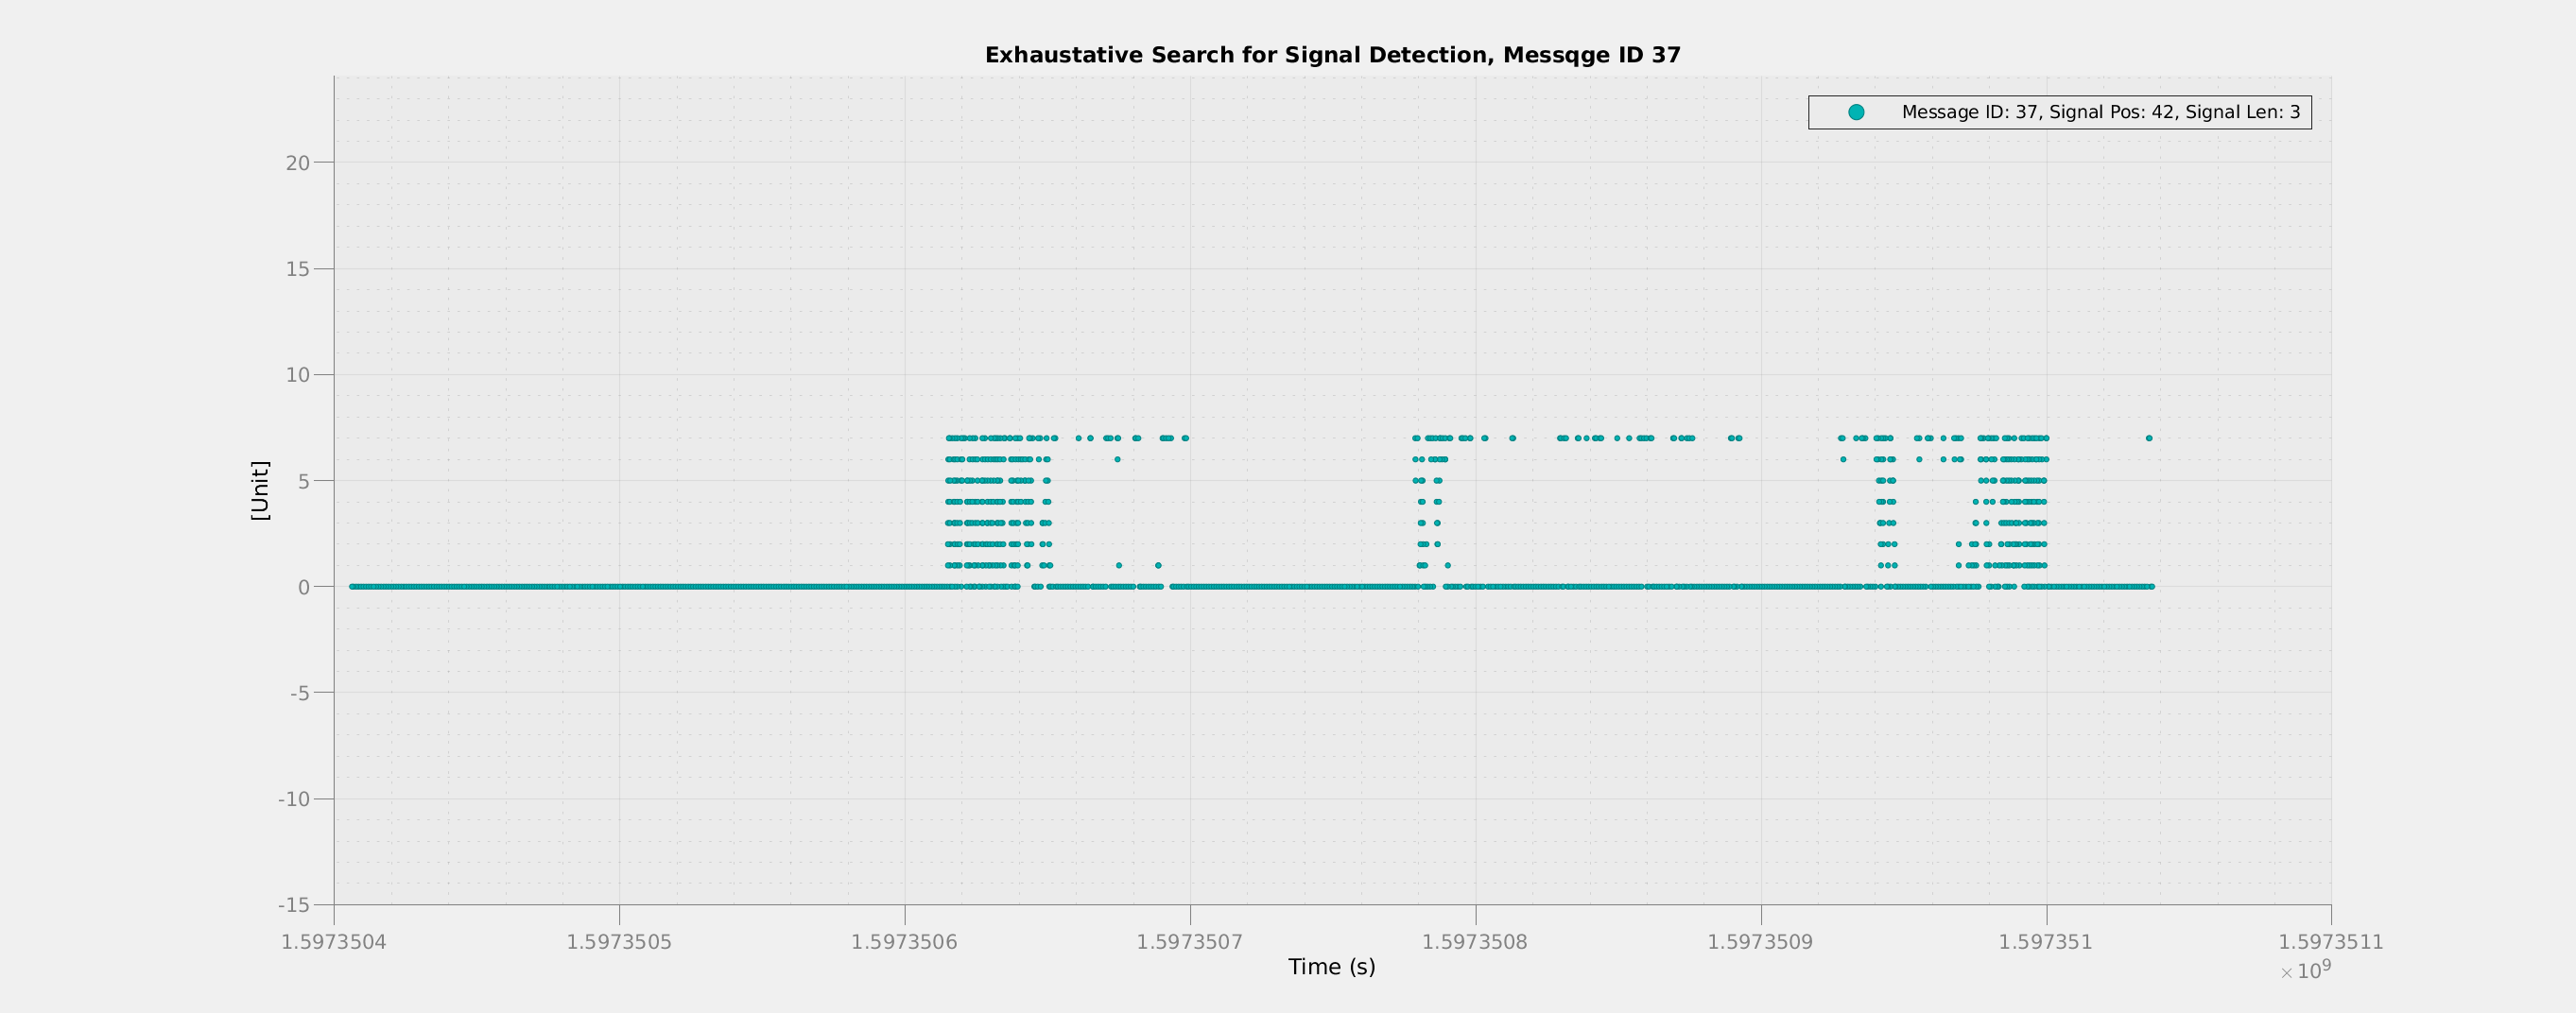 Exhaustative Search for Signal Detection, Messqge ID 37
Message ID: 37, Signal Pos: 42, Signal Len: 3
20
15
10
5
0
-5
-10
-15
[Unit]
1.5973504 1.5973505 1.5973506 1.5973507 1.5973508 1.5973509 1.597351 1.5973511
Time (s)
× 10⁹